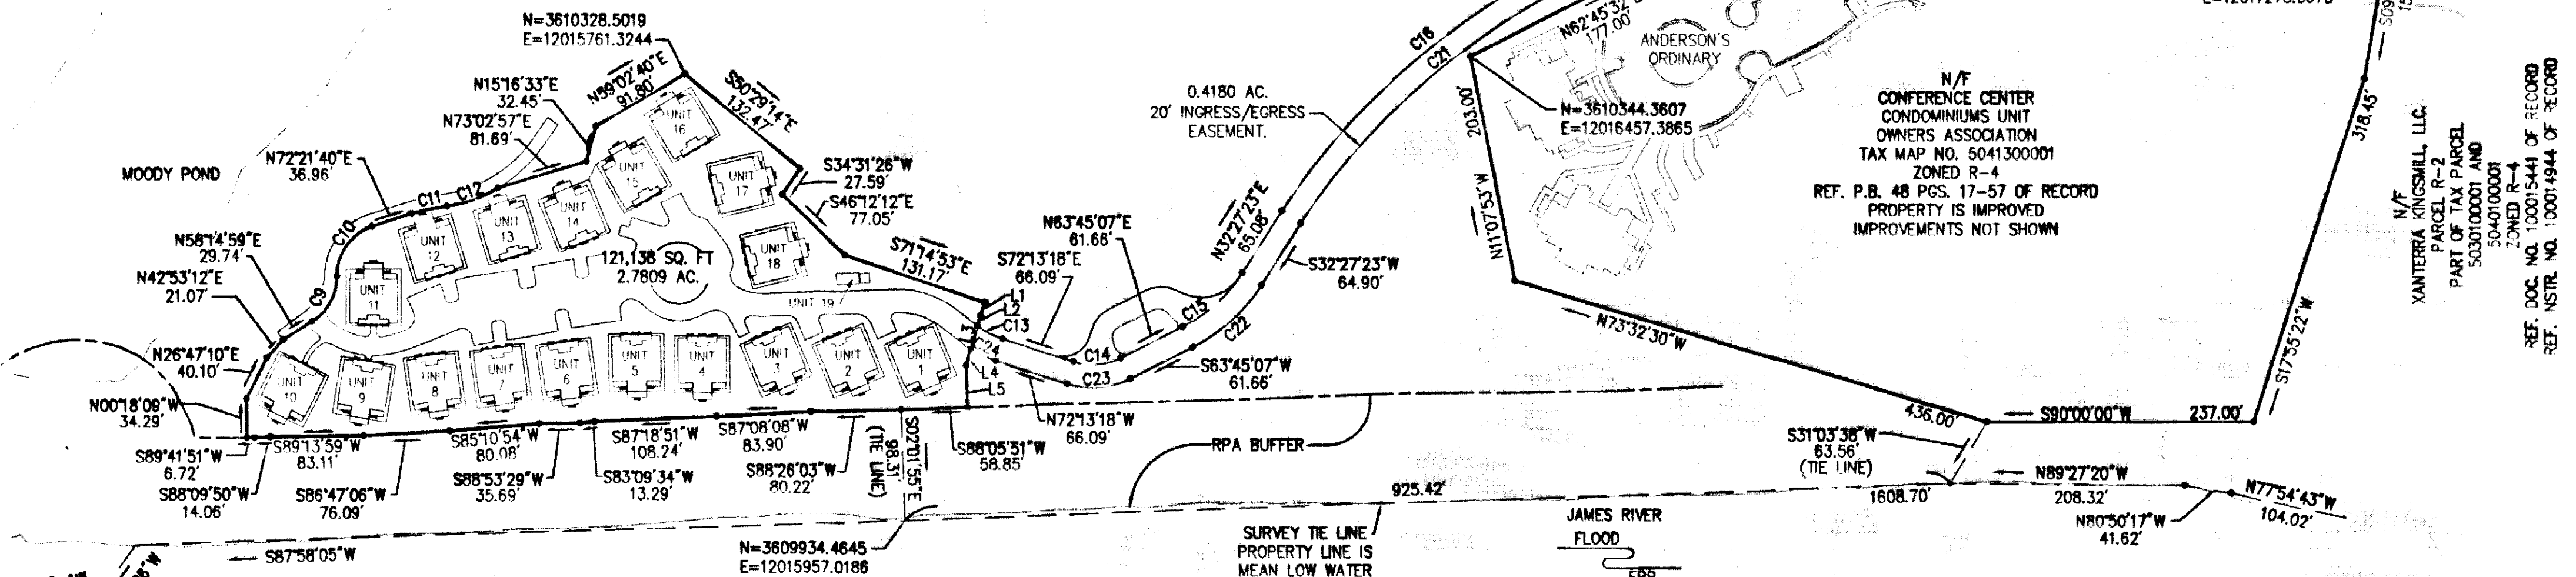 N=3610328.5019
E=12015761.3244
N15°16'33"E
32.45'
N59°02'40"E
91.80'
S50°29'14"E
132.47'
N73°02'57"E
81.69'
MOODY POND
N72°21'40"E
36.96'
C11
C12
C10
N58°14'59"E
29.74'
N42°53'12"E
21.07'
C9
N26°47'10"E
40.10'
N00°18'09"W
34.29'
UNIT
16
UNIT
15
UNIT
14
UNIT
13
UNIT
12
UNIT
11
UNIT
17
UNIT
18
UNIT 19
121,138 SQ. FT
2.7809 AC.
S34°31'26"W
27.59'
S46°12'12"E
77.05'
S71°14'53"E
131.17'
UNIT
10
UNIT
9
UNIT
8
UNIT
7
UNIT
6
UNIT
5
UNIT
4
UNIT
3
UNIT
2
UNIT
1
L1
L2
C13
C24
L4
L5
S72°13'18"E
66.09'
N63°45'07"E
61.66'
C14
C15
C23
C22
N32°27'23"E
65.08'
S32°27'23"W
64.90'
S63°45'07"W
61.66'
N72°13'18"W
66.09'
0.4180 AC.
20' INGRESS/EGRESS
EASEMENT.
C16
C21
N62°45'32"E
177.00'
ANDERSON'S
ORDINARY
N=3610344.3607
E=12016457.3865
203.00'
N11°07'53"W
N/F
CONFERENCE CENTER
CONDOMINIUMS UNIT
OWNERS ASSOCIATION
TAX MAP NO. 5041300001
ZONED R-4
REF. P.B. 48 PGS. 17-57 OF RECORD
PROPERTY IS IMPROVED
IMPROVEMENTS NOT SHOWN
N73°32'30"W
436.00'
S90°00'00"W
237.00'
318.45'
S17°55'22"W
N/F
XANTERRA KINGSMILL, LLC.
PARCEL R-2
PART OF TAX PARCEL
5030100001 AND
5040100001
ZONED R-4
REF. DOC. NO. 100015441 OF RECORD
REF. INSTR. NO. 100014944 OF RECORD
S89°41'51"W
6.72'
S88°09'50"W
14.06'
S89°13'59"W
83.11'
S86°47'06"W
76.09'
S85°10'54"W
80.08'
S88°53'29"W
35.69'
S83°09'34"W
13.29'
S87°18'51"W
108.24'
S87°08'08"W
83.90'
S88°26'03"W
80.22'
S02°01'55"E
98.31'
(TIE LINE)
S88°05'51"W
58.85'
RPA BUFFER
S31°03'38"W
63.56'
(TIE LINE)
N89°27'20"W
208.32'
N77°54'43"W
104.02'
N80°50'17"W
41.62'
1608.70'
925.42'
S87°58'05"W
N=3609934.4645
E=12015957.0186
SURVEY TIE LINE
PROPERTY LINE IS
MEAN LOW WATER
JAMES RIVER
FLOOD